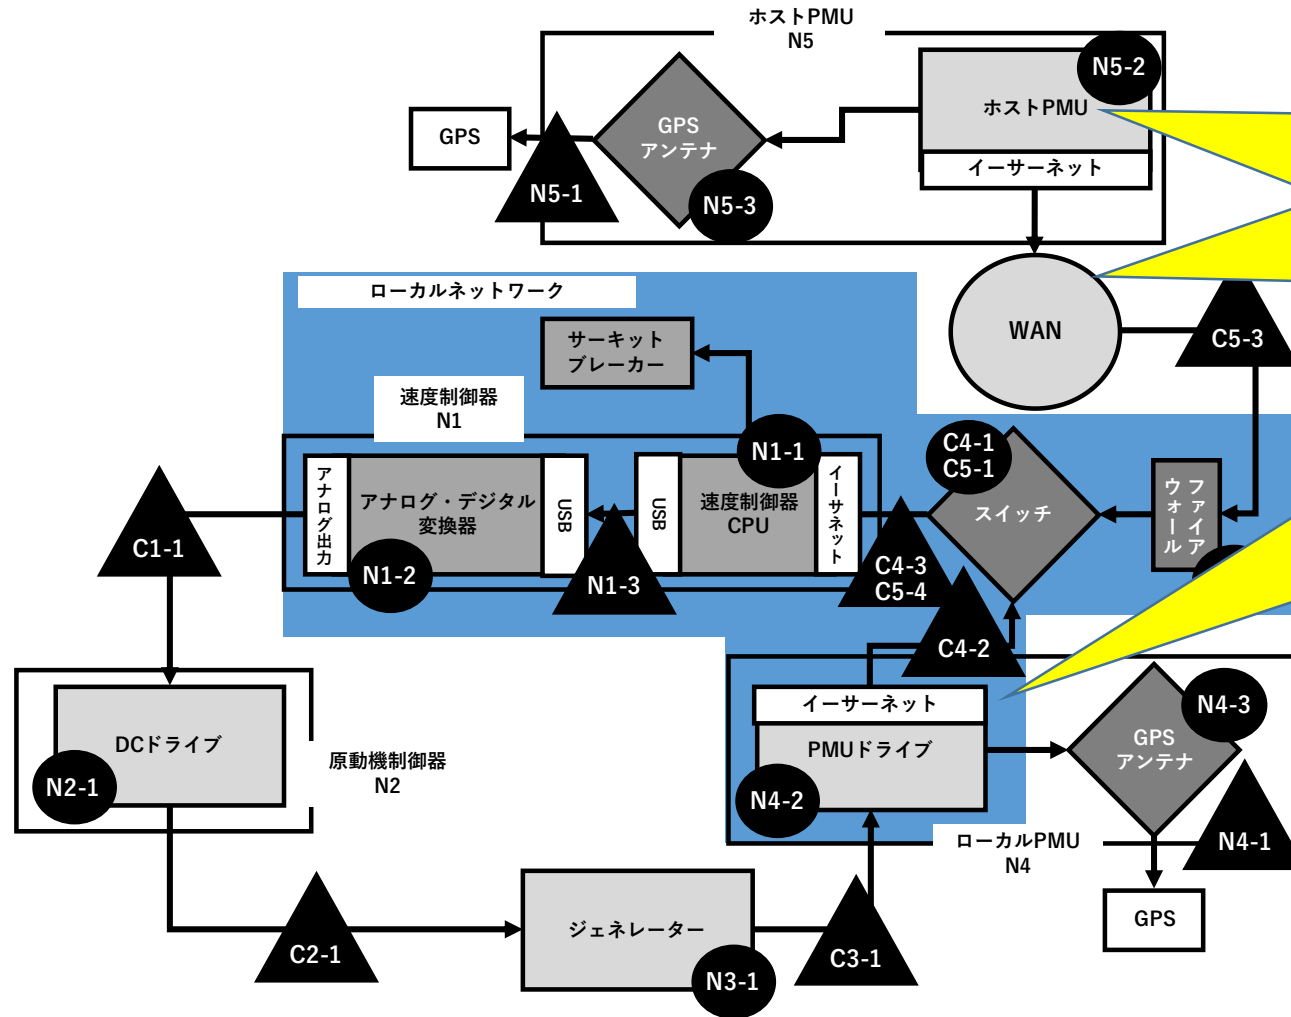 ホストPMU
N5
N5-2
ホストPMU
イーサーネット
GPS
アンテナ
GPS
N5-1
N5-3
WAN
C5-3
ローカルネットワーク
サーキット
ブレーカー
速度制御器
N1
N1-1
C4-1
C5-1
アナログ出力
アナログ・デジタル
変換器
USB
USB
速度制御器
CPU
イーサネット
スイッチ
ファイア
ウォール
C1-1
N1-2
N1-3
C4-3
C5-4
C4-2
イーサーネット
PMUドライブ
N4-2
N4-3
GPS
アンテナ
N4-1
ローカルPMU
N4
GPS
DCドライブ
N2-1
原動機制御器
N2
C2-1
ジェネレーター
N3-1
C3-1